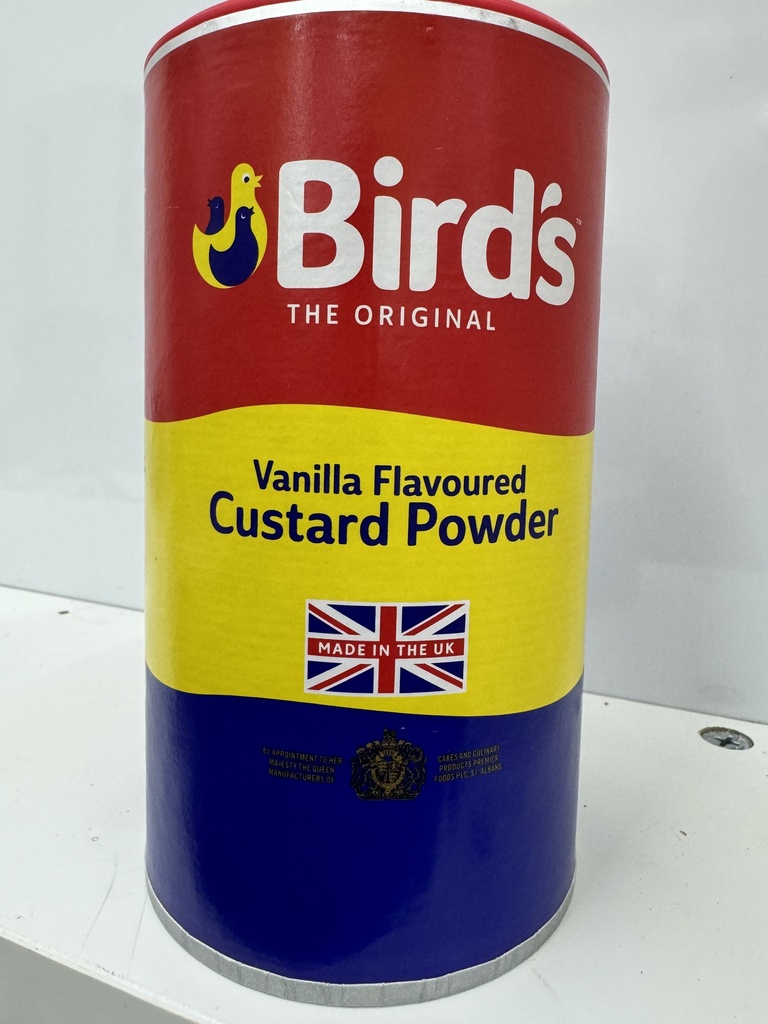 Bird's™
THE ORIGINAL
Vanilla Flavoured
Custard Powder
MADE IN THE UK
BY APPOINTMENT TO HER
MAJESTY THE QUEEN
MANUFACTURERS OF
CAKES AND CULINARY
PRODUCTS PREMIER
FOODS PLC, ST. ALBANS